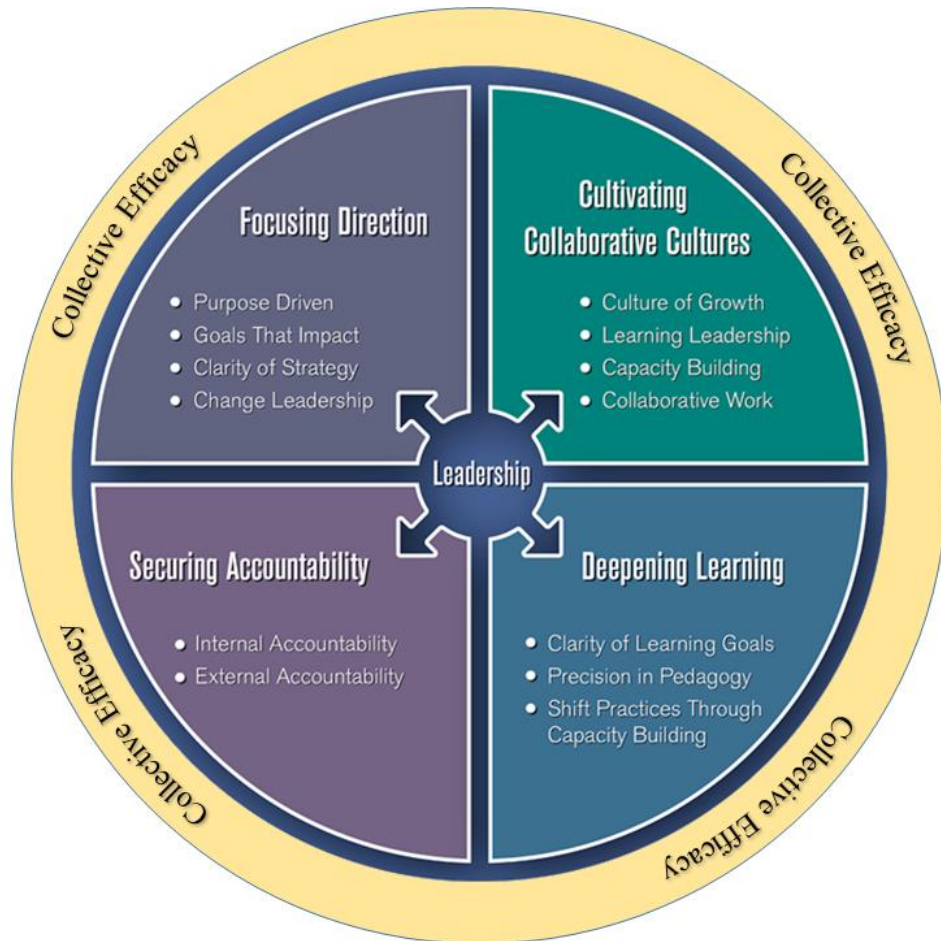 Collective Efficacy
Collective Efficacy
Focusing Direction
• Purpose Driven
• Goals That Impact
• Clarity of Strategy
• Change Leadership
Cultivating
Collaborative Cultures
• Culture of Growth
• Learning Leadership
• Capacity Building
• Collaborative Work
Leadership
Securing Accountability
• Internal Accountability
• External Accountability
Deepening Learning
• Clarity of Learning Goals
• Precision in Pedagogy
• Shift Practices Through
Capacity Building
Collective Efficacy
Collective Efficacy